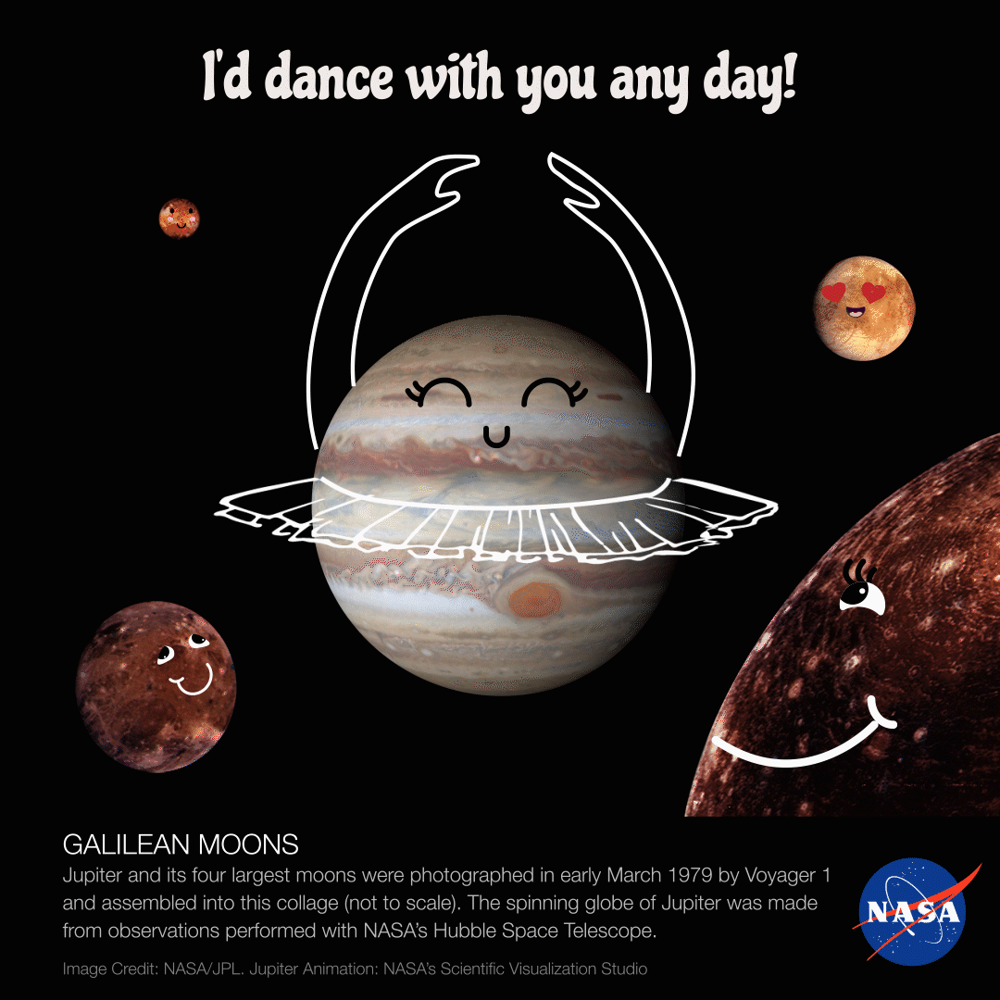 I'd dance with you any day!
GALILEAN MOONS
Jupiter and its four largest moons were photographed in early March 1979 by Voyager 1
and assembled into this collage (not to scale). The spinning globe of Jupiter was made
from observations performed with NASA's Hubble Space Telescope.
NASA
Image Credit: NASA/JPL. Jupiter Animation: NASA's Scientific Visualization Studio